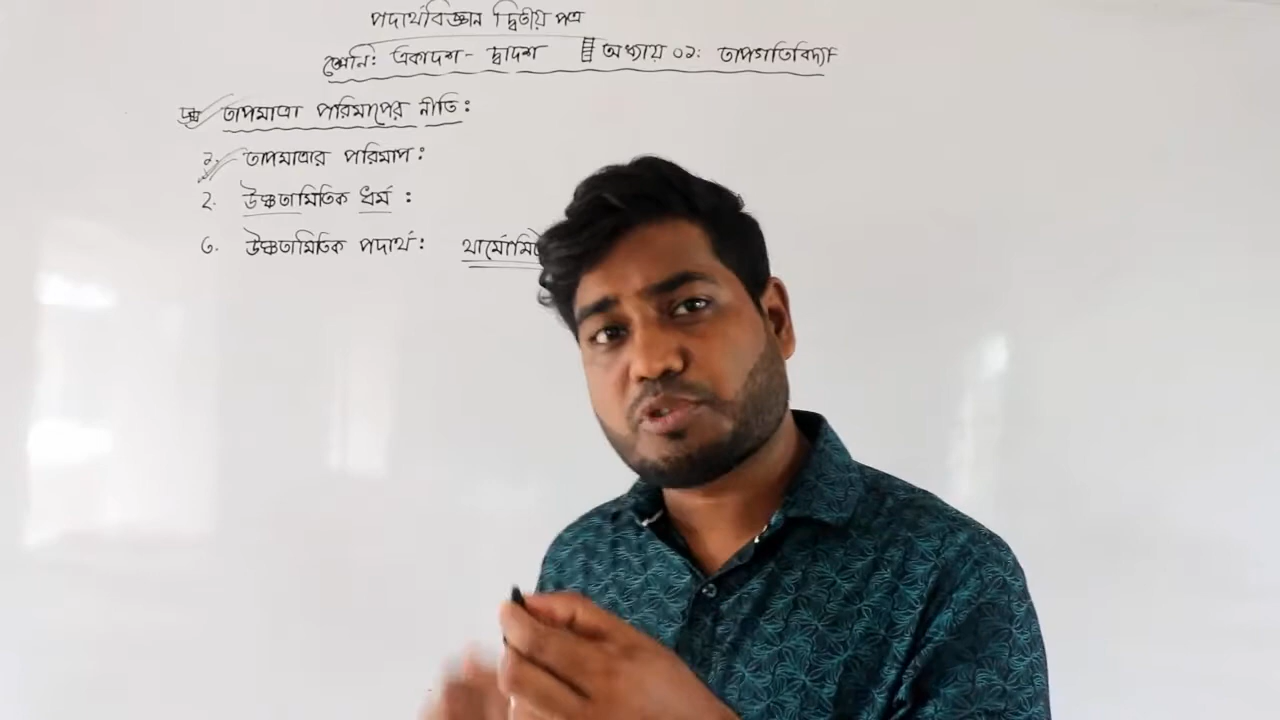 পদার্থবিজ্ঞান দ্বিতীয় পত্র
শ্রেনি: একাদশ - দ্বাদশ অধ্যায় ০১: তাপগতিবিদ্যা
তাপমাত্রা পরিমাপের নীতি:
১. তাপমাত্রার পরিমাপ:
২. উষ্ণতামিতিক ধর্ম :
৩. উষ্ণতামিতিক পদার্থ: